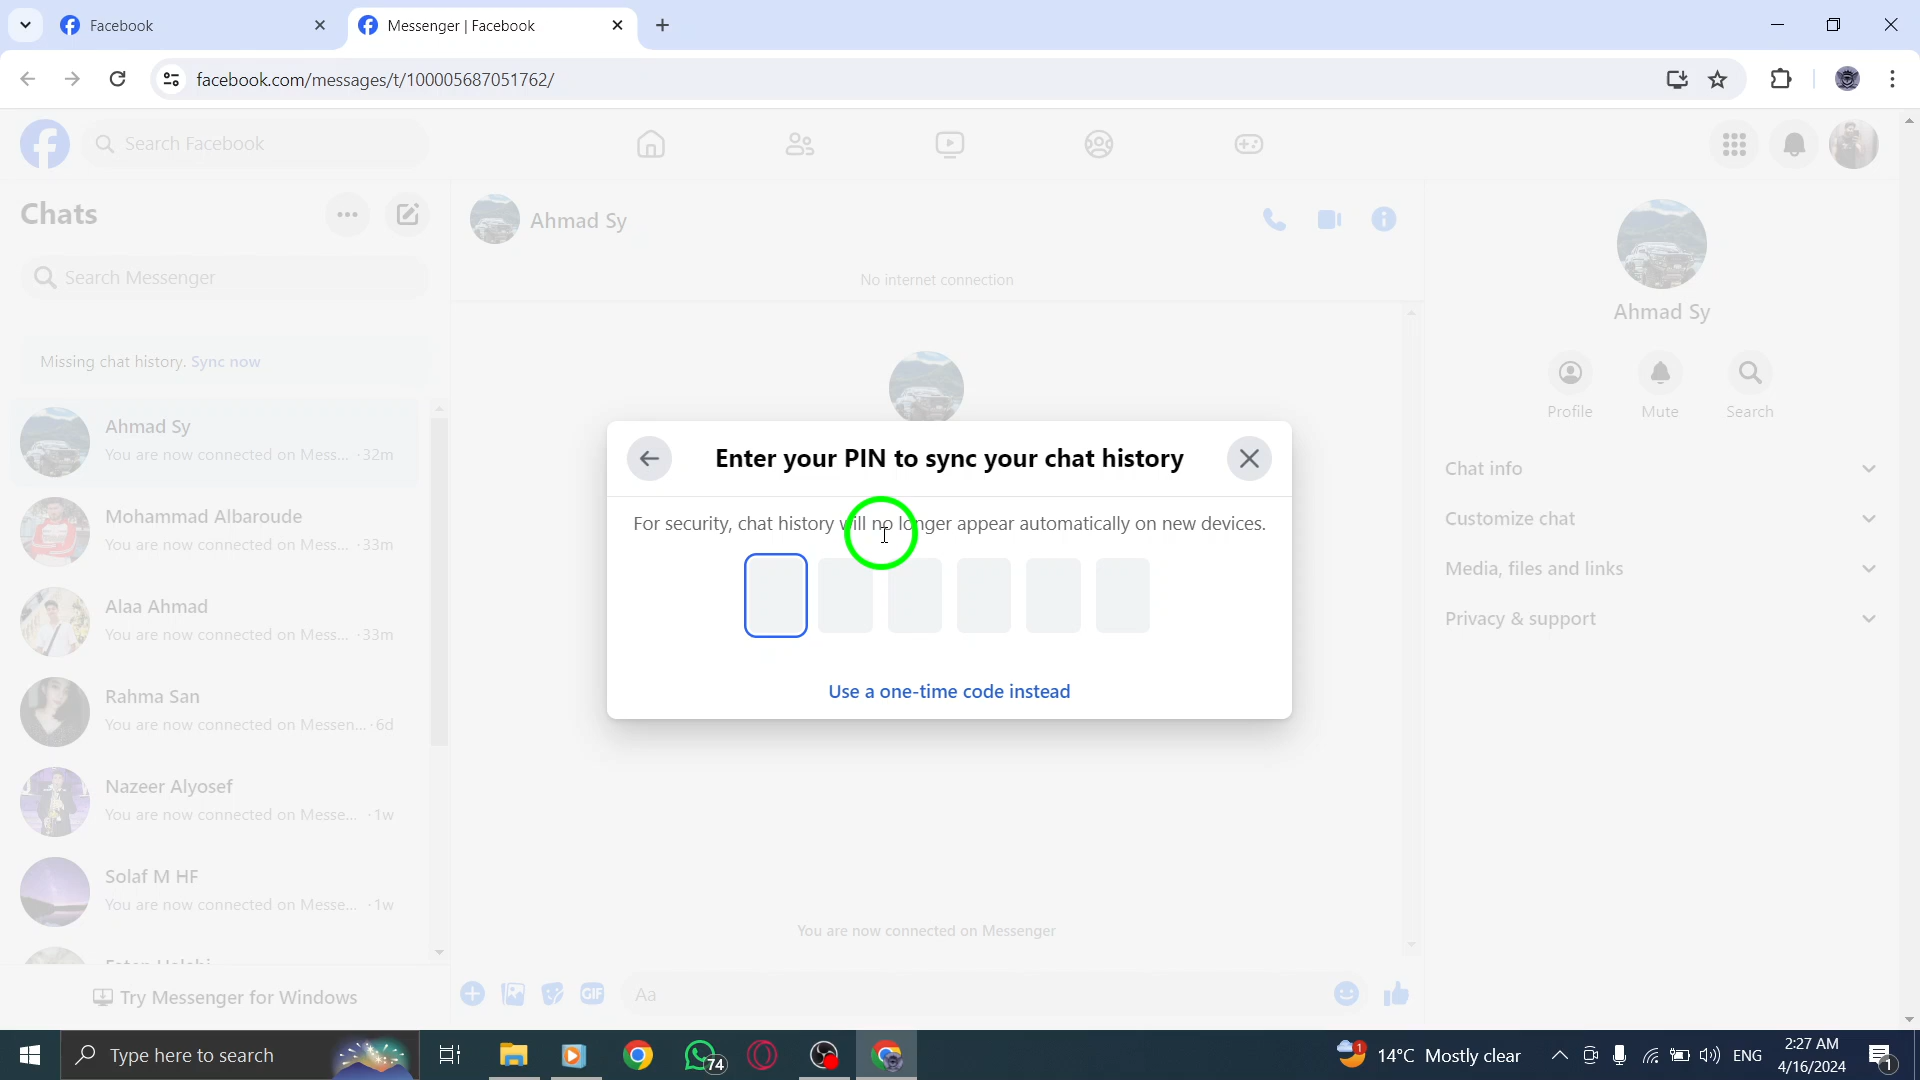 Facebook
Messenger | Facebook
facebook.com/messages/t/100005687051762/
Search Facebook
Chats
Search Messenger
Missing chat history. Sync now
Ahmad Sy
You are now connected on Mess... · 32m
Mohammad Albaroude
You are now connected on Mess... · 33m
Alaa Ahmad
You are now connected on Mess... · 33m
Rahma San
You are now connected on Messen... · 6d
Nazeer Alyosef
You are now connected on Messe... · 1w
Solaf M HF
You are now connected on Messe... · 1w
Try Messenger for Windows
Ahmad Sy
No internet connection
Enter your PIN to sync your chat history
For security, chat history will no longer appear automatically on new devices.
Use a one-time code instead
You are now connected on Messenger
GIF
Aa
Ahmad Sy
Profile
Mute
Search
Chat info
Customize chat
Media, files and links
Privacy & support
Type here to search
74
1
14°C Mostly clear
ENG
2:27 AM
4/16/2024
1